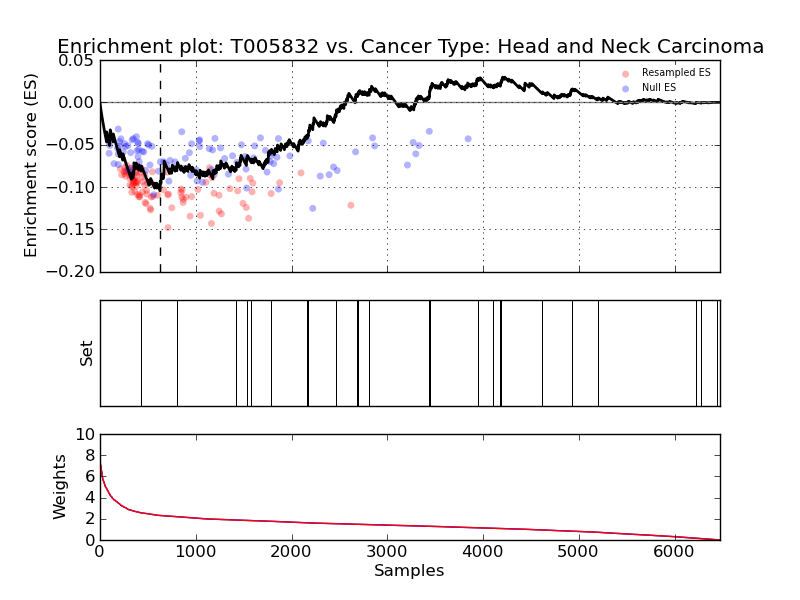 Enrichment plot: T005832 vs. Cancer Type: Head and Neck Carcinoma
Enrichment score (ES)
0.05
0.00
−0.05
−0.10
−0.15
−0.20
Resampled ES
Null ES
Set
Weights
10
8
6
4
2
0
0 1000 2000 3000 4000 5000 6000
Samples